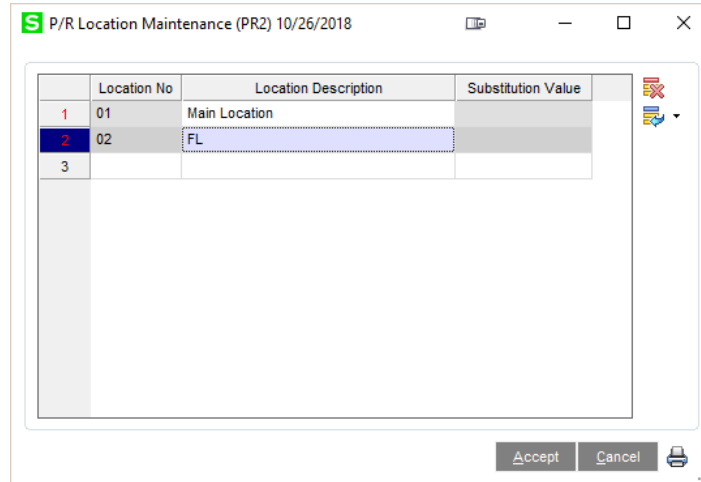 S P/R Location Maintenance (PR2) 10/26/2018
Location No Location Description Substitution Value
1 01 Main Location
2 02 FL
3
Accept Cancel